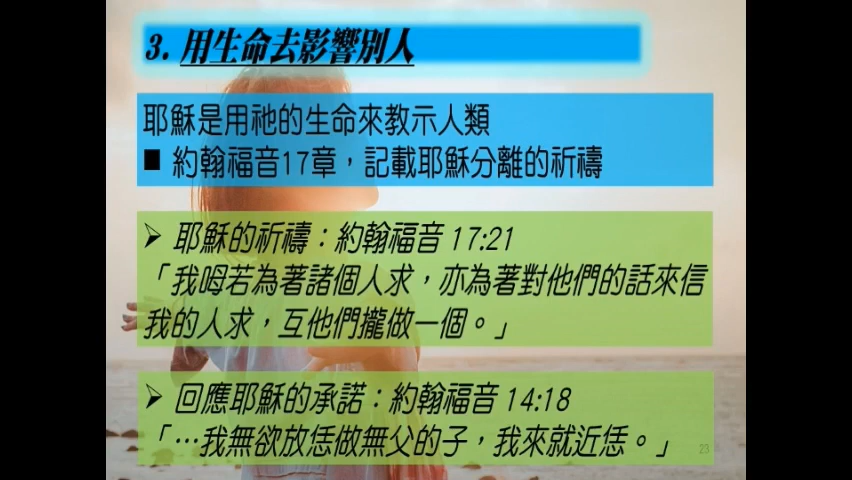 3. 用生命去影響別人
耶穌是用祂的生命來教示人類
■ 約翰福音17章，記載耶穌分離的祈禱
➢ 耶穌的祈禱：約翰福音 17:21
「我呣若為著諸個人求，亦為著對他們的話來信
我的人求，互他們攏做一個。」
➢ 回應耶穌的承諾：約翰福音 14:18
「…我無欲放恁做無父的子，我來就近恁。」
23